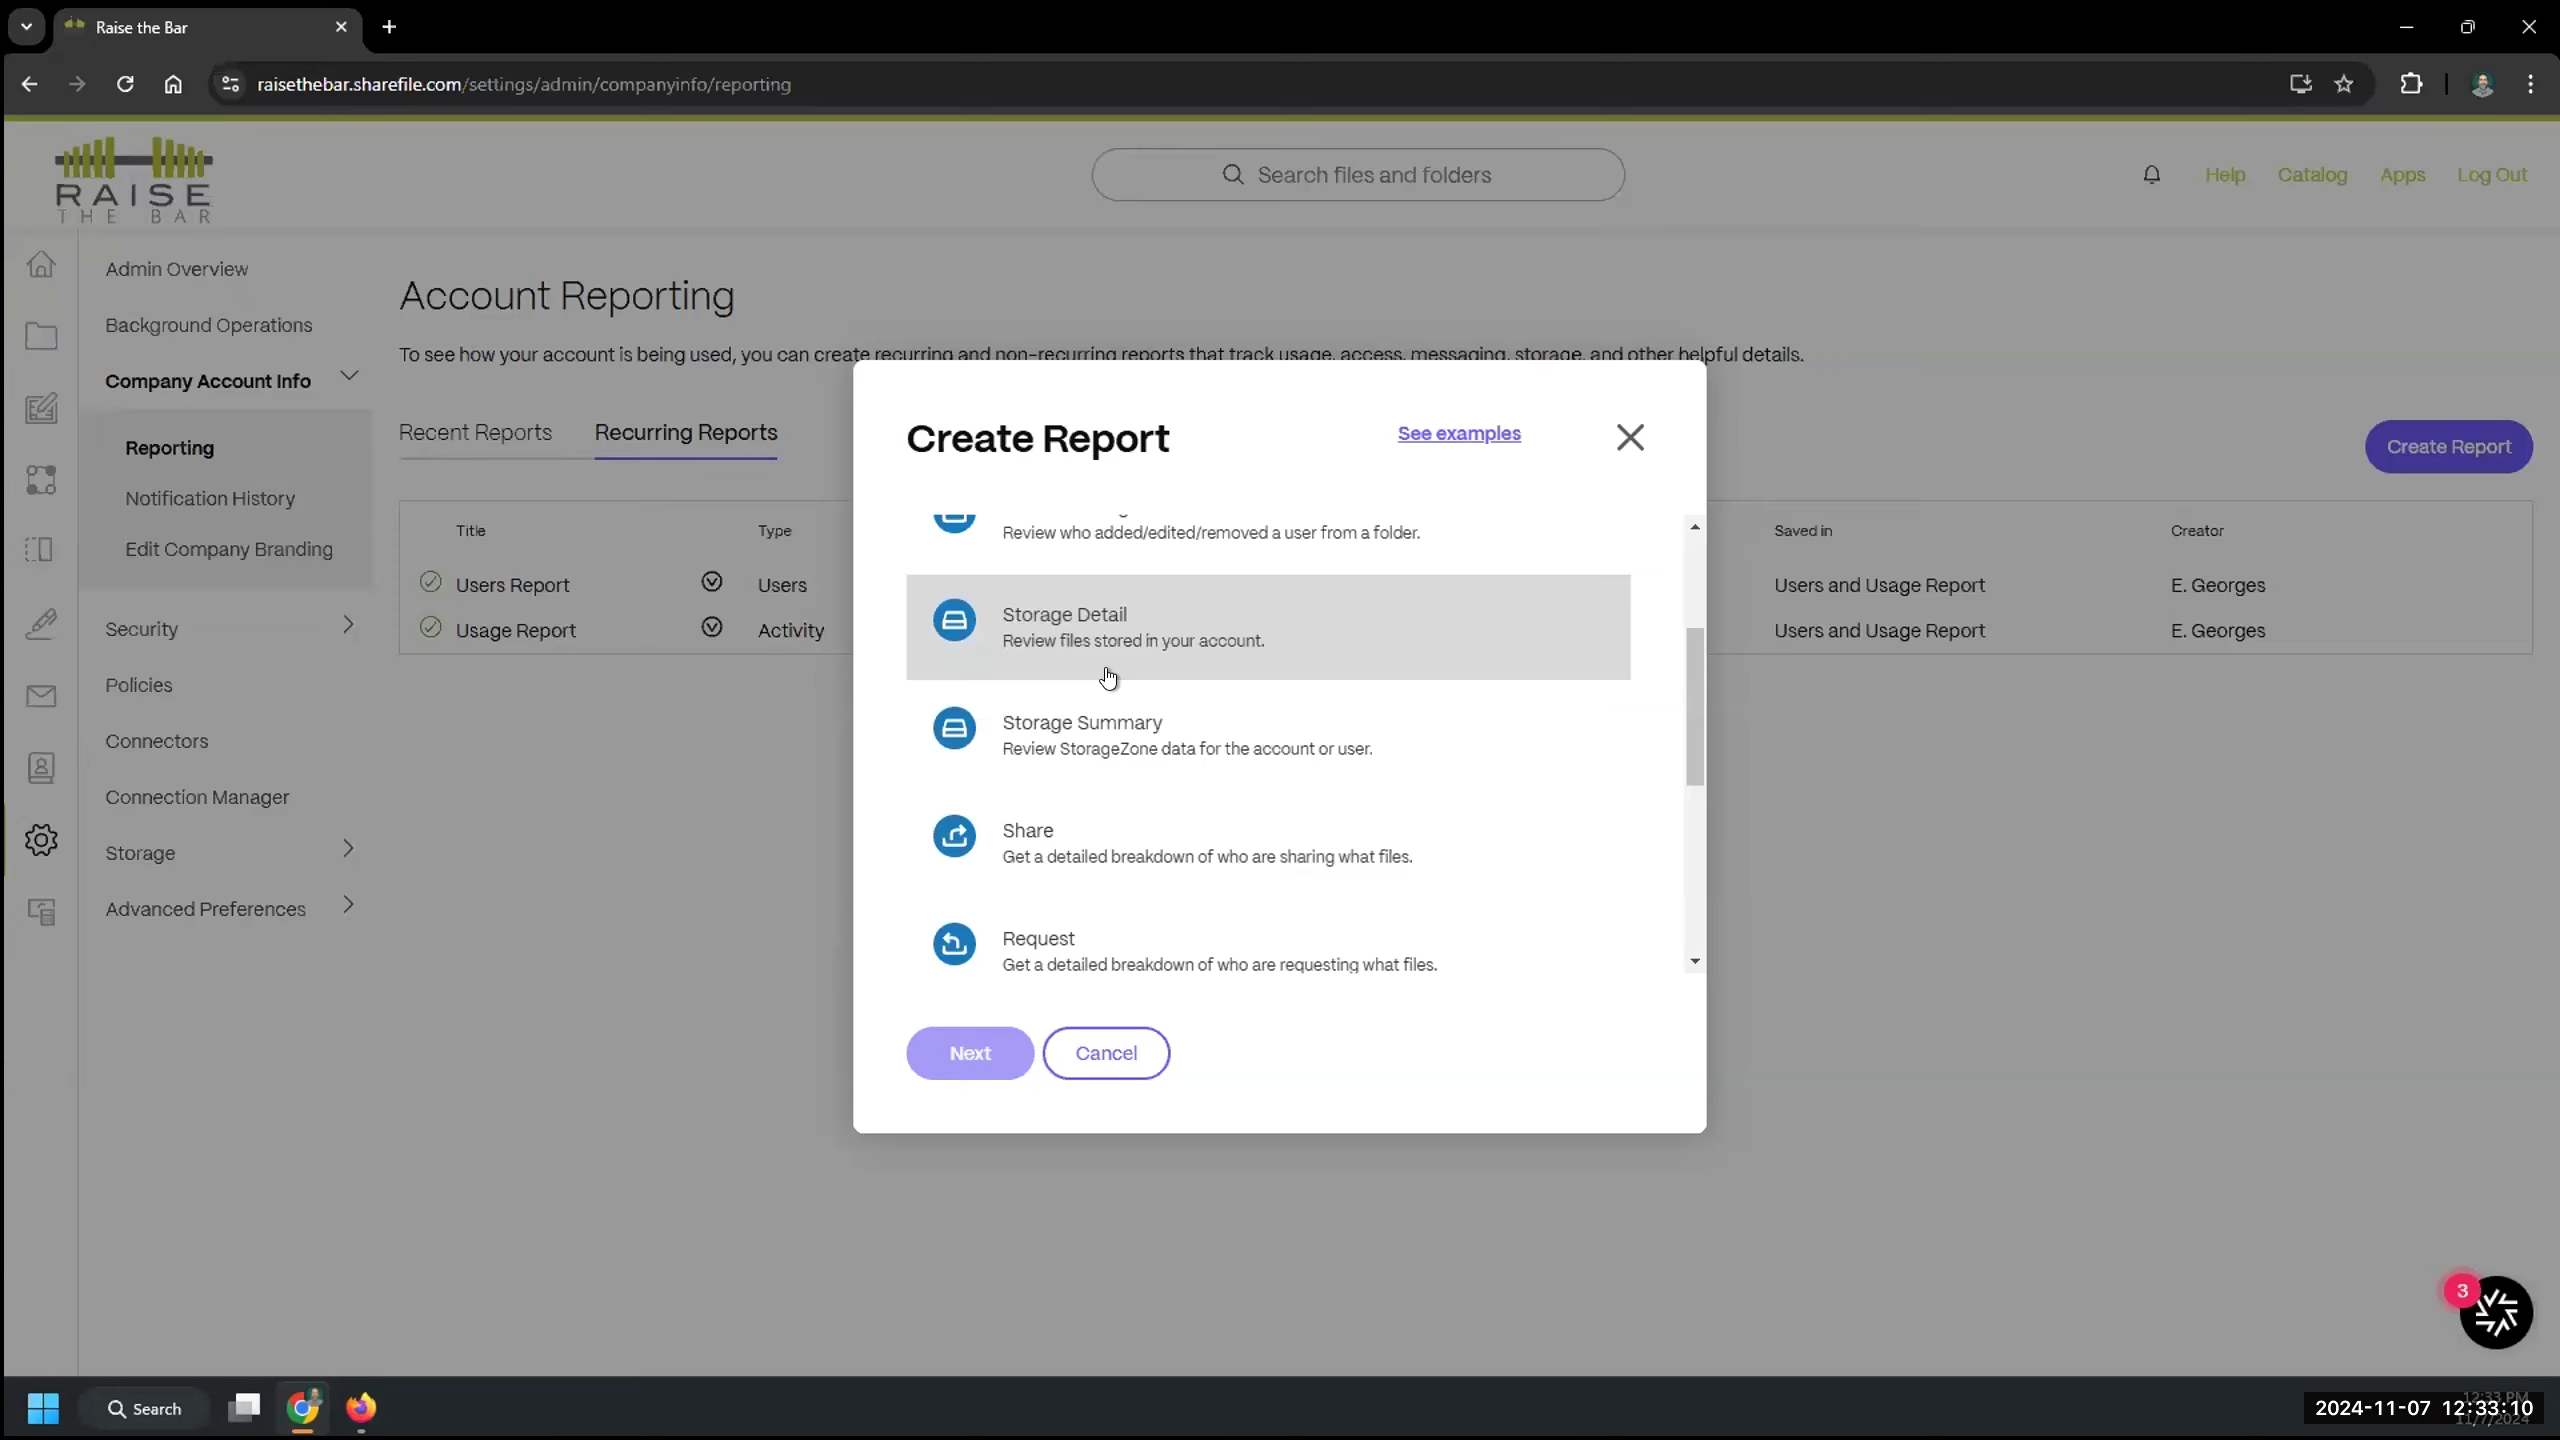 Raise the Bar
raisethebar.sharefile.com/settings/admin/companyinfo/reporting
RAISE
THE BAR
Search files and folders
Help
Catalog
Apps
Log Out
Admin Overview
Background Operations
Company Account Info
Reporting
Notification History
Edit Company Branding
Security
Policies
Connectors
Connection Manager
Storage
Advanced Preferences
Account Reporting
To see how your account is being used, you can create recurring and non-recurring reports that track usage, access, messaging, storage, and other helpful details.
Recent Reports
Recurring Reports
Create Report
Title
Type
Saved in
Creator
Users Report
Users
Users and Usage Report
E. Georges
Usage Report
Activity
Users and Usage Report
E. Georges
Create Report
See examples
Review who added/edited/removed a user from a folder.
Storage Detail
Review files stored in your account.
Storage Summary
Review StorageZone data for the account or user.
Share
Get a detailed breakdown of who are sharing what files.
Request
Get a detailed breakdown of who are requesting what files.
Next
Cancel
3
Search
12:33 PM
11/7/2024
2024-11-07 12:33:10